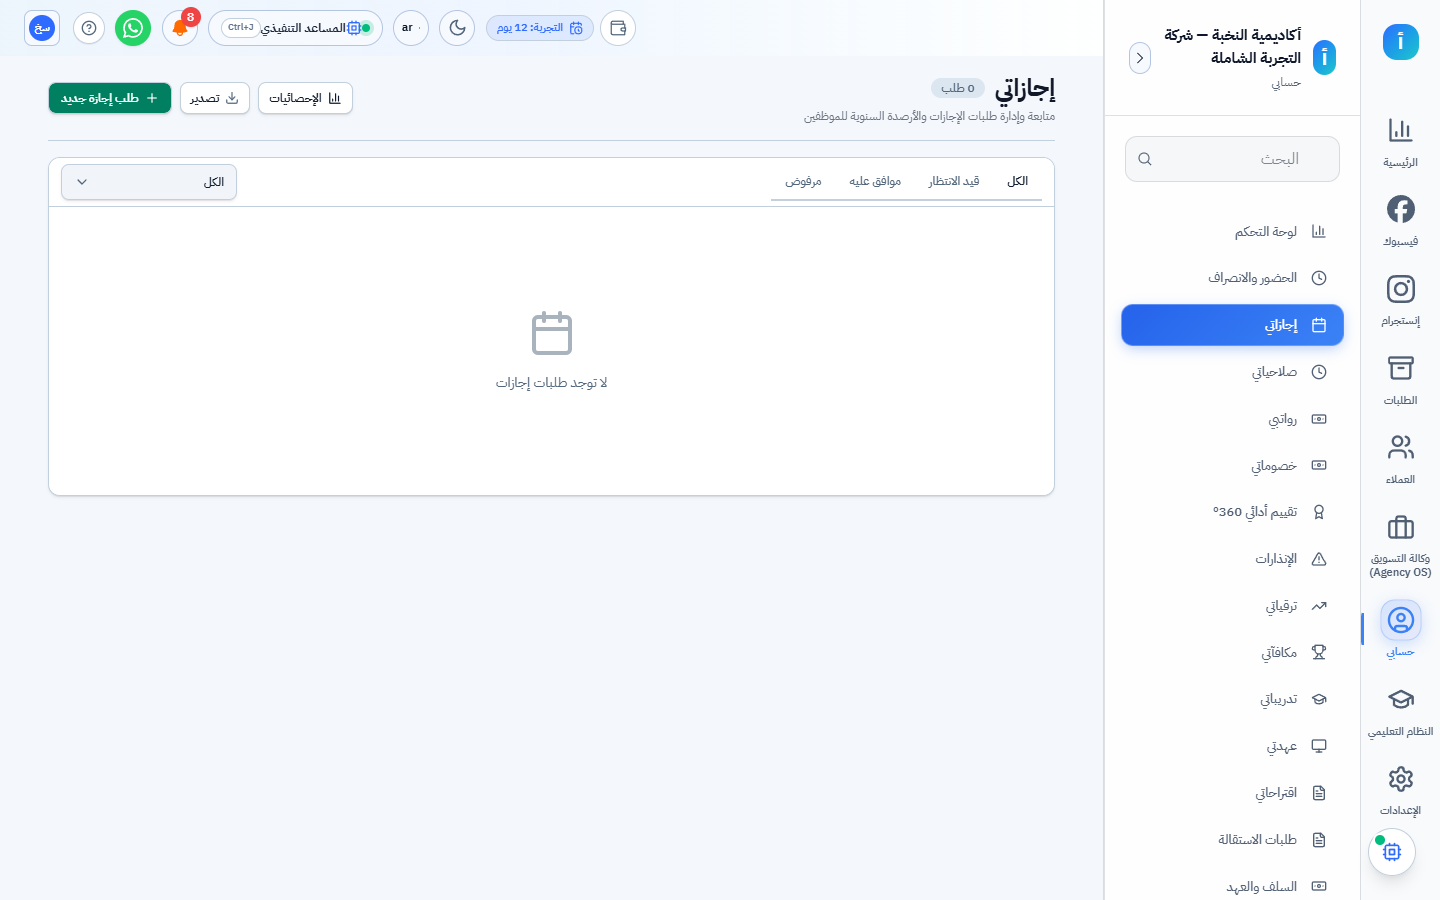 أ
الرئيسية
فيسبوك
إنستجرام
الطلبات
العملاء
وكالة التسويق
(Agency OS)
حسابي
النظام التعليمي
الإعدادات
أ
أكاديمية النخبة — شركة
التجربة الشاملة
حسابي
البحث
لوحة التحكم
الحضور والانصراف
إجازاتي
صلاحياتي
رواتبي
خصوماتي
تقييم أدائي 360°
الإنذارات
ترقياتي
مكافآتي
تدريباتي
عهدتي
اقتراحاتي
طلبات الاستقالة
السلف والعهد
التجربة: 12 يوم
ar
المساعد التنفيذي
Ctrl+J
8
سخ
إجازاتي
0 طلب
متابعة وإدارة طلبات الإجازات والأرصدة السنوية للموظفين
الإحصائيات
تصدير
طلب إجازة جديد
الكل
قيد الانتظار
موافق عليه
مرفوض
الكل
لا توجد طلبات إجازات